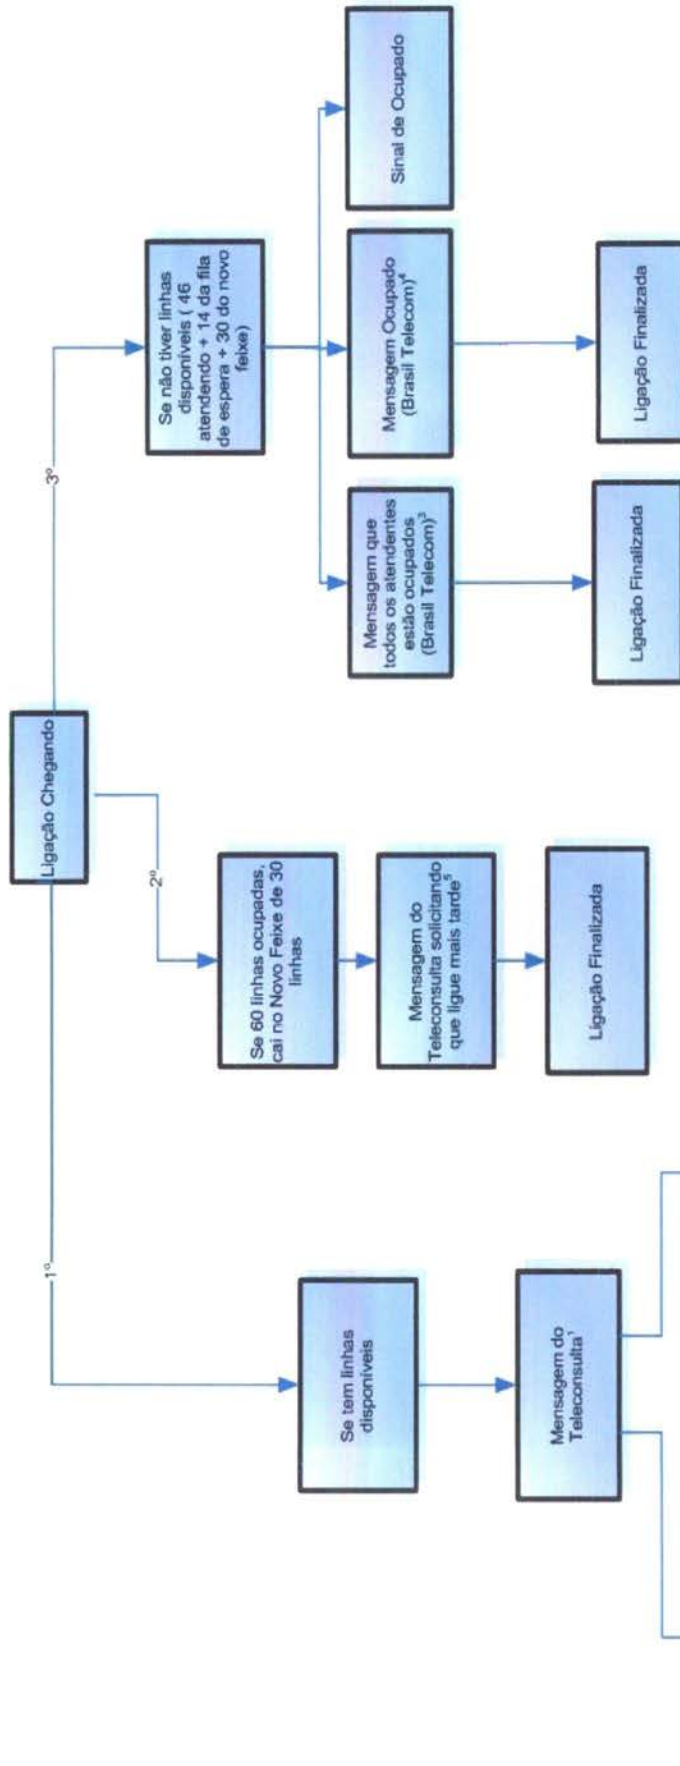 Ligação Chegando
1º
2º
3º
Se tem linhas
disponíveis
Mensagem do
Teleconsulta¹
Se 60 linhas ocupadas,
cai no Novo Feixe de 30
linhas
Mensagem do
Teleconsulta solicitando
que ligue mais tarde⁵
Ligação Finalizada
Se não tiver linhas
disponíveis ( 46
atendendo + 14 da fila
de espera + 30 do novo
feixe)
Mensagem que
todos os atendentes
estão ocupados
(Brasil Telecom)³
Ligação Finalizada
Mensagem Ocupado
(Brasil Telecom)⁴
Ligação Finalizada
Sinal de Ocupado